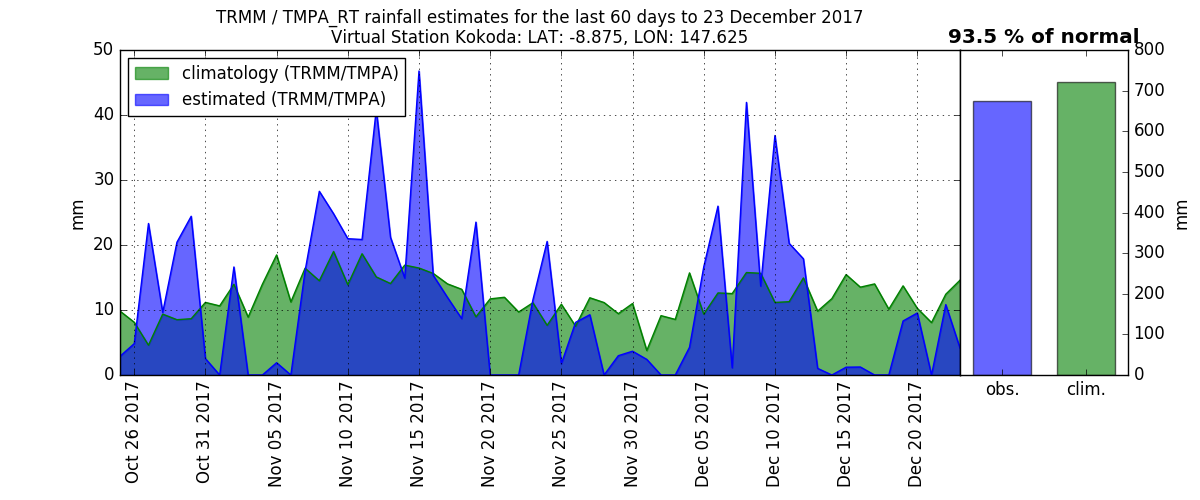 TRMM / TMPA_RT rainfall estimates for the last 60 days to 23 December 2017
Virtual Station Kokoda: LAT: -8.875, LON: 147.625
93.5 % of normal
climatology (TRMM/TMPA)
estimated (TRMM/TMPA)
mm
50
40
30
20
10
0
Oct 26 2017
Oct 31 2017
Nov 05 2017
Nov 10 2017
Nov 15 2017
Nov 20 2017
Nov 25 2017
Nov 30 2017
Dec 05 2017
Dec 10 2017
Dec 15 2017
Dec 20 2017
800
700
600
500
400
300
200
100
0
mm
obs.
clim.